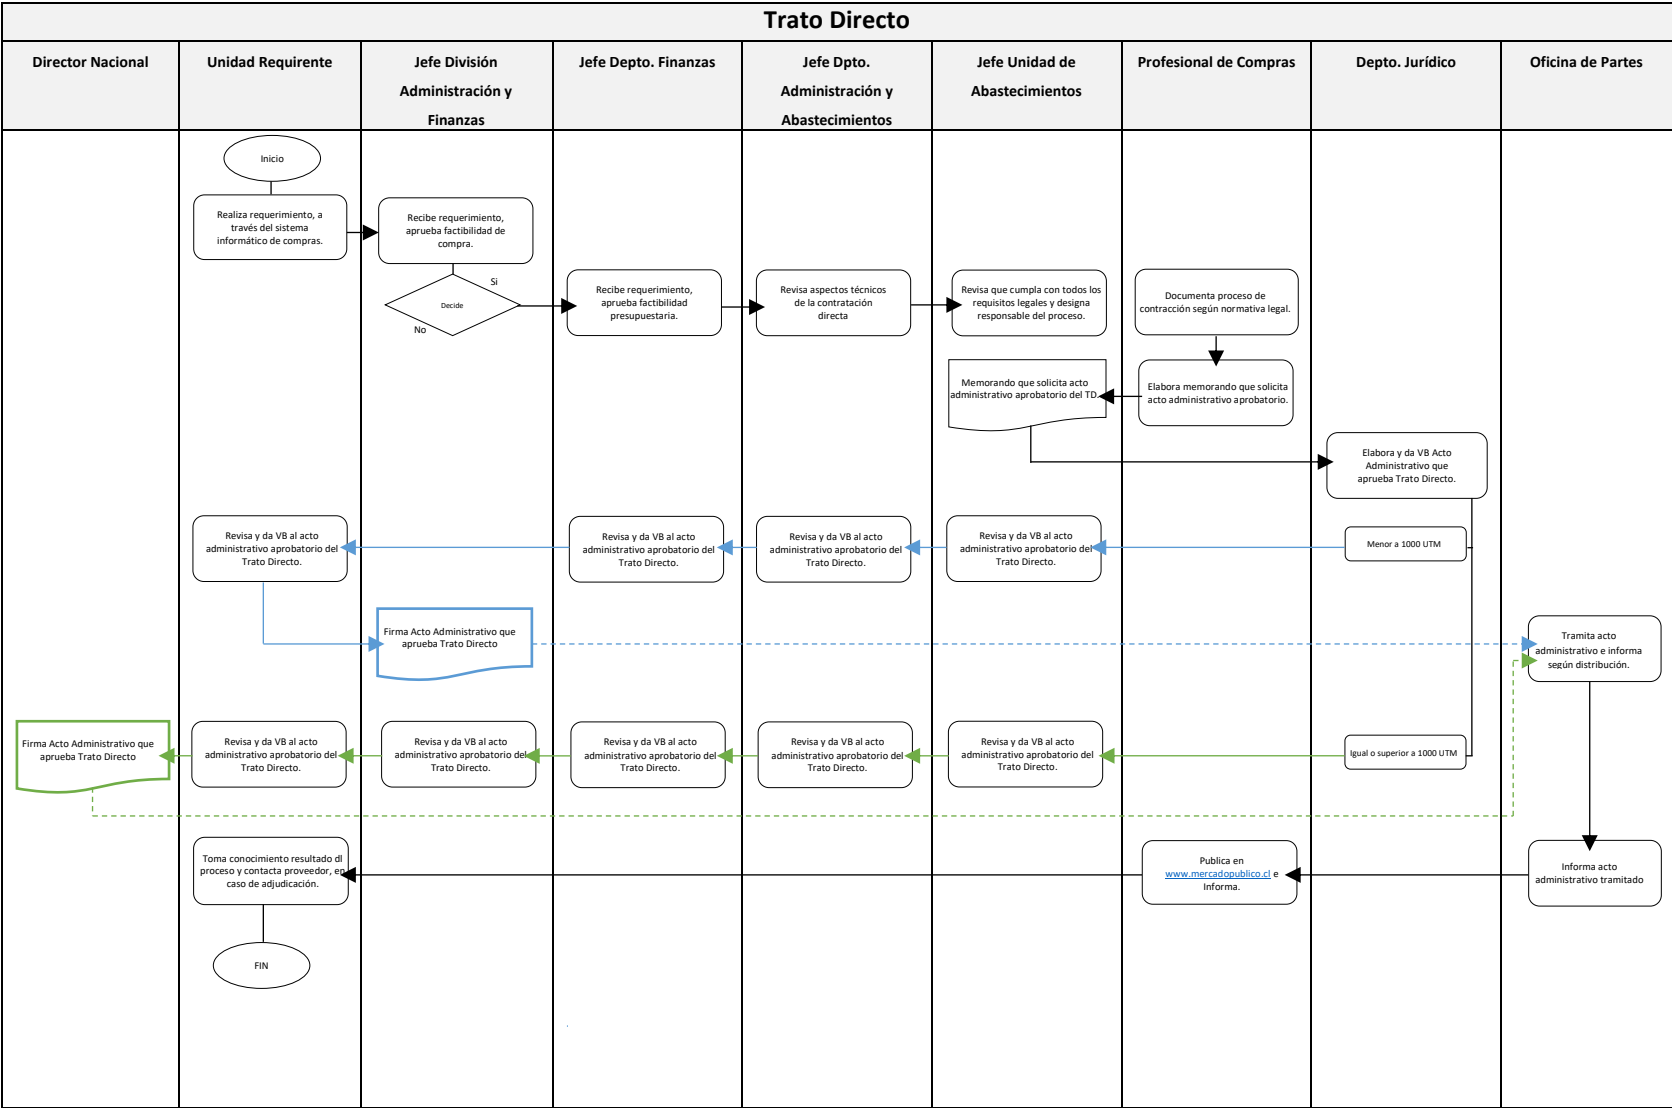 Trato Directo
Director Nacional
Unidad Requirente
Jefe División
Administración y
Finanzas
Jefe Depto. Finanzas
Jefe Dpto.
Administración y
Abastecimientos
Jefe Unidad de
Abastecimientos
Profesional de Compras
Depto. Jurídico
Oficina de Partes
Inicio
Realiza requerimiento, a
través del sistema
informático de compras.
Recibe requerimiento,
aprueba factibilidad de
compra.
Decide
Si
No
Recibe requerimiento,
aprueba factibilidad
presupuestaria.
Revisa aspectos técnicos
de la contratación
directa
Revisa que cumpla con todos los
requisitos legales y designa
responsable del proceso.
Documenta proceso de
contracción según normativa legal.
Memorando que solicita acto
administrativo aprobatorio del TD.
Elabora memorando que solicita
acto administrativo aprobatorio.
Elabora y da VB Acto
Administrativo que
aprueba Trato Directo.
Revisa y da VB al acto
administrativo aprobatorio del
Trato Directo.
Revisa y da VB al acto
administrativo aprobatorio del
Trato Directo.
Revisa y da VB al acto
administrativo aprobatorio del
Trato Directo.
Revisa y da VB al acto
administrativo aprobatorio del
Trato Directo.
Menor a 1000 UTM
Firma Acto Administrativo que
aprueba Trato Directo
Tramita acto
administrativo e informa
según distribución.
Firma Acto Administrativo que
aprueba Trato Directo
Revisa y da VB al acto
administrativo aprobatorio del
Trato Directo.
Revisa y da VB al acto
administrativo aprobatorio del
Trato Directo.
Revisa y da VB al acto
administrativo aprobatorio del
Trato Directo.
Revisa y da VB al acto
administrativo aprobatorio del
Trato Directo.
Revisa y da VB al acto
administrativo aprobatorio del
Trato Directo.
Igual o superior a 1000 UTM
Toma conocimiento resultado dl
proceso y contacta proveedor, en
caso de adjudicación.
Publica en
www.mercadopublico.cl e
Informa.
Informa acto
administrativo tramitado
FIN